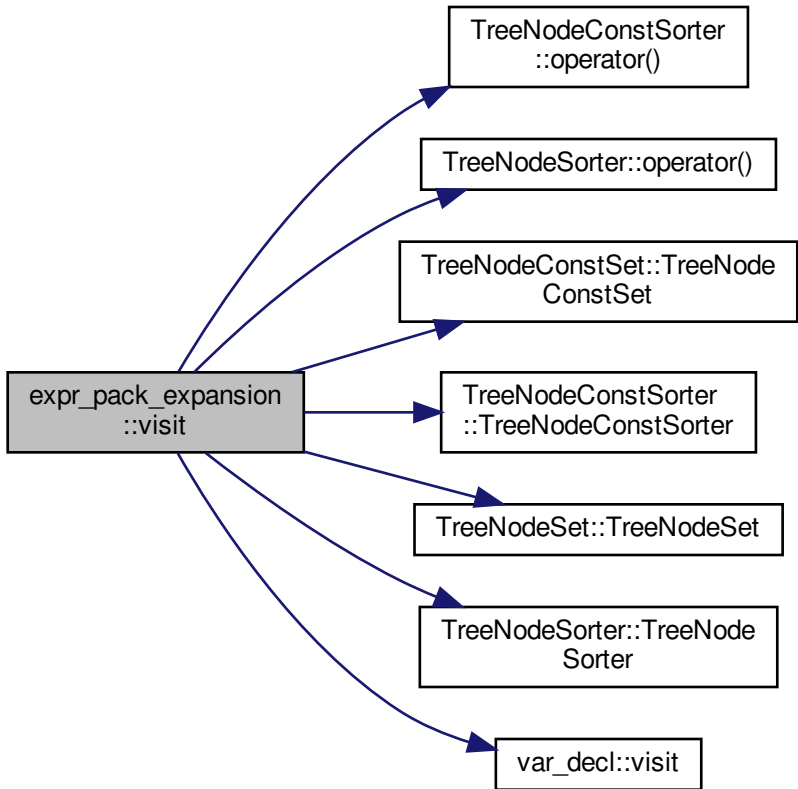 TreeNodeConstSorter
::operator()
TreeNodeSorter::operator()
TreeNodeConstSet::TreeNode
ConstSet
expr_pack_expansion
::visit
TreeNodeConstSorter
::TreeNodeConstSorter
TreeNodeSet::TreeNodeSet
TreeNodeSorter::TreeNode
Sorter
var_decl::visit